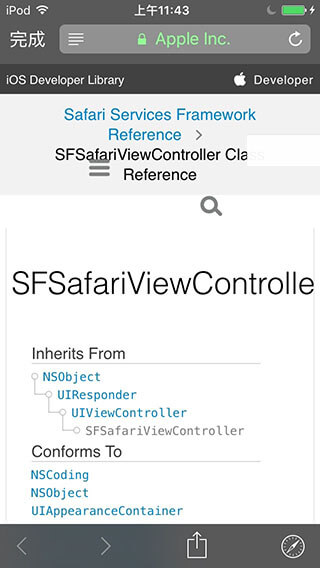 iPod 上午11:43
完成 Apple Inc.
iOS Developer Library Developer
Safari Services Framework
Reference >
SFSafariViewController Class
Reference
SFSafariViewControlle
Inherits From
NSObject
UIResponder
UIViewController
SFSafariViewController
Conforms To
NSCoding
NSObject
UIAppearanceContainer